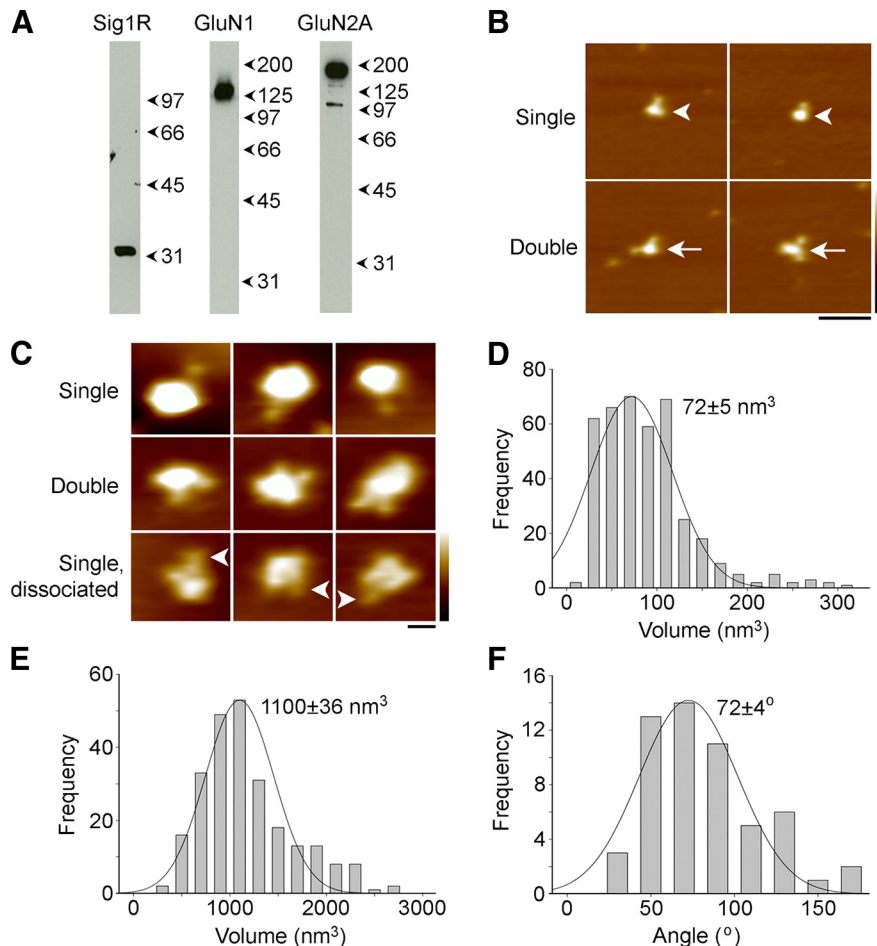 A
Sig1R
GluN1
GluN2A
97
66
45
31
200
125
97
66
45
31
200
125
97
66
45
31
B
Single
Double
C
Single
Double
Single,
dissociated
D
80
60
40
20
0
Frequency
72±5 nm³
0 100 200 300
Volume (nm³)
E
60
40
20
0
Frequency
1100±36 nm³
0 1000 2000 3000
Volume (nm³)
F
16
12
8
4
0
Frequency
72±4°
0 50 100 150
Angle (°)